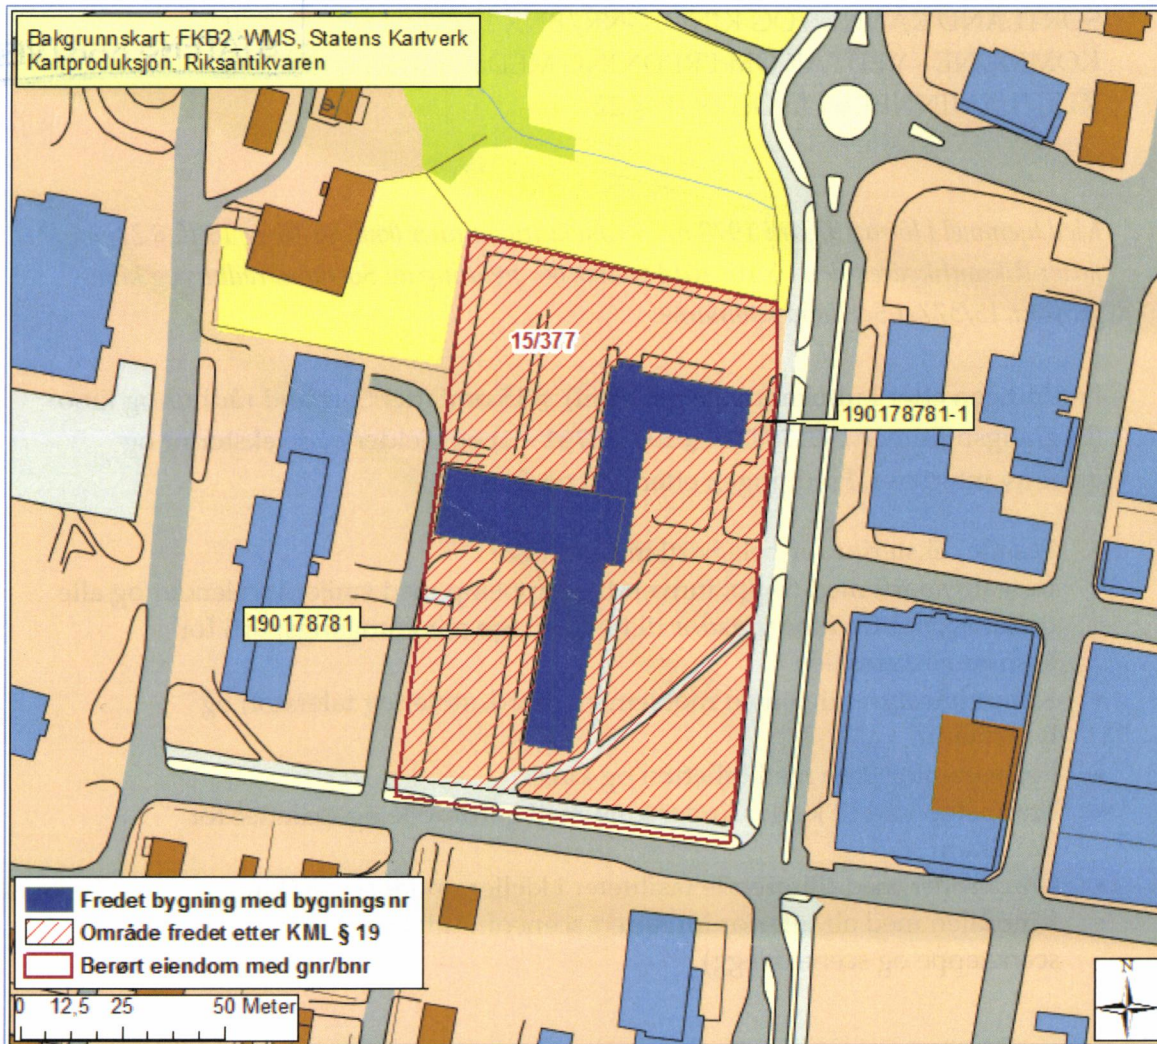 Bakgrunnskart: FKB2_WMS, Statens Kartverk
Kartproduksjon: Riksantikvaren
15/377
190178781-1
190178781
Fredet bygning med bygningsnr
Område fredet etter KML § 19
Berørt eiendom med gnr/bnr
0 12,5 25 50 Meter
N